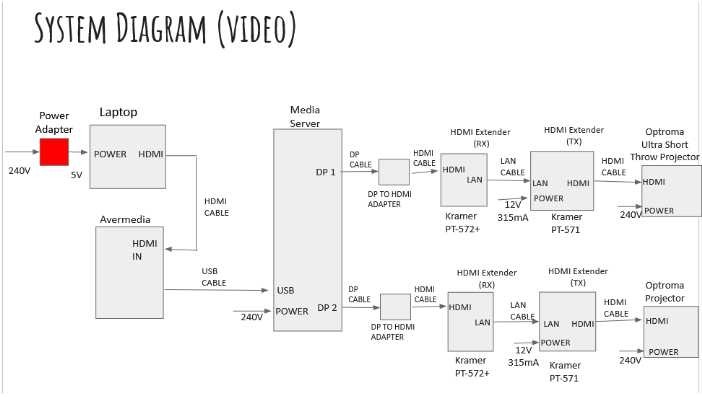 SYSTEM DIAGRAM (VIDEO)
Power
Adapter
240V
5V
Laptop
POWER
HDMI
HDMI
CABLE
Avermedia
HDMI
IN
USB
CABLE
Media
Server
DP 1
USB
POWER
240V
DP 2
DP
CABLE
DP TO HDMI
ADAPTER
HDMI
CABLE
HDMI Extender
(RX)
HDMI
LAN
Kramer
PT-572+
LAN
CABLE
12V
315mA
HDMI Extender
(TX)
LAN
HDMI
POWER
Kramer
PT-571
HDMI
CABLE
240V
Optroma
Ultra Short
Throw Projector
HDMI
POWER
DP
CABLE
DP TO HDMI
ADAPTER
HDMI
CABLE
HDMI Extender
(RX)
HDMI
LAN
Kramer
PT-572+
LAN
CABLE
12V
315mA
HDMI Extender
(TX)
LAN
HDMI
POWER
Kramer
PT-571
HDMI
CABLE
240V
Optroma
Projector
HDMI
POWER